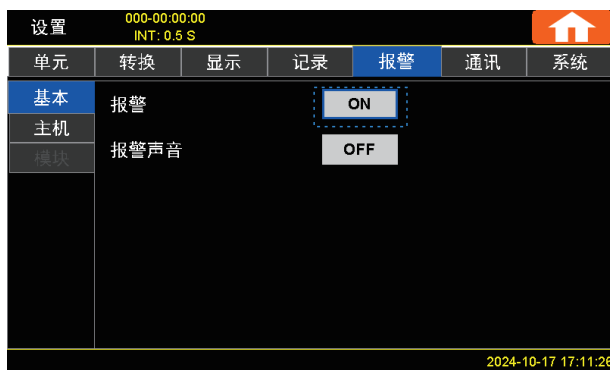 设置 000-00:00:00
INT: 0.5 S
单元 转换 显示 记录 报警 通讯 系统
基本 报警 ON
主机
模块 报警声音 OFF
2024-10-17 17:11:26